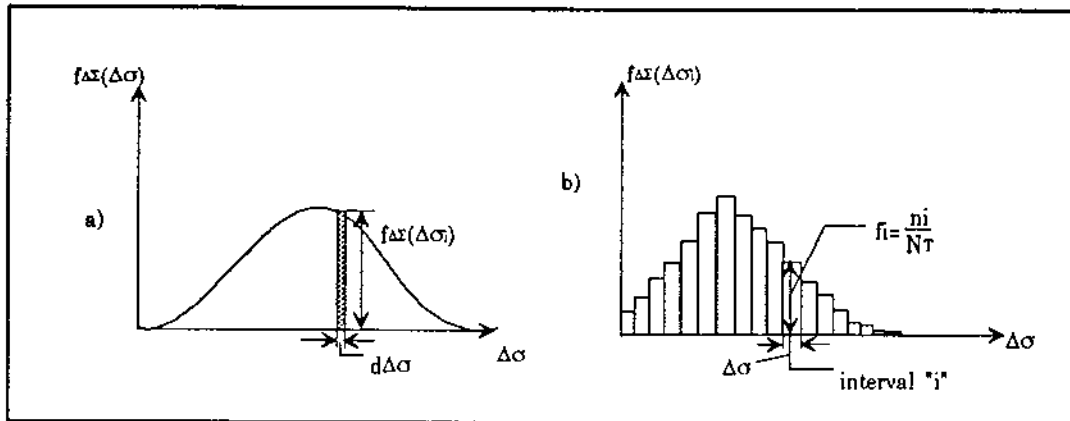 fΔΣ(Δσ)
a)
fΔΣ(Δσi)
dΔσ
Δσ
fΔΣ(Δσi)
b)
fi=ni/NT
Δσ
Δσ
interval "i"